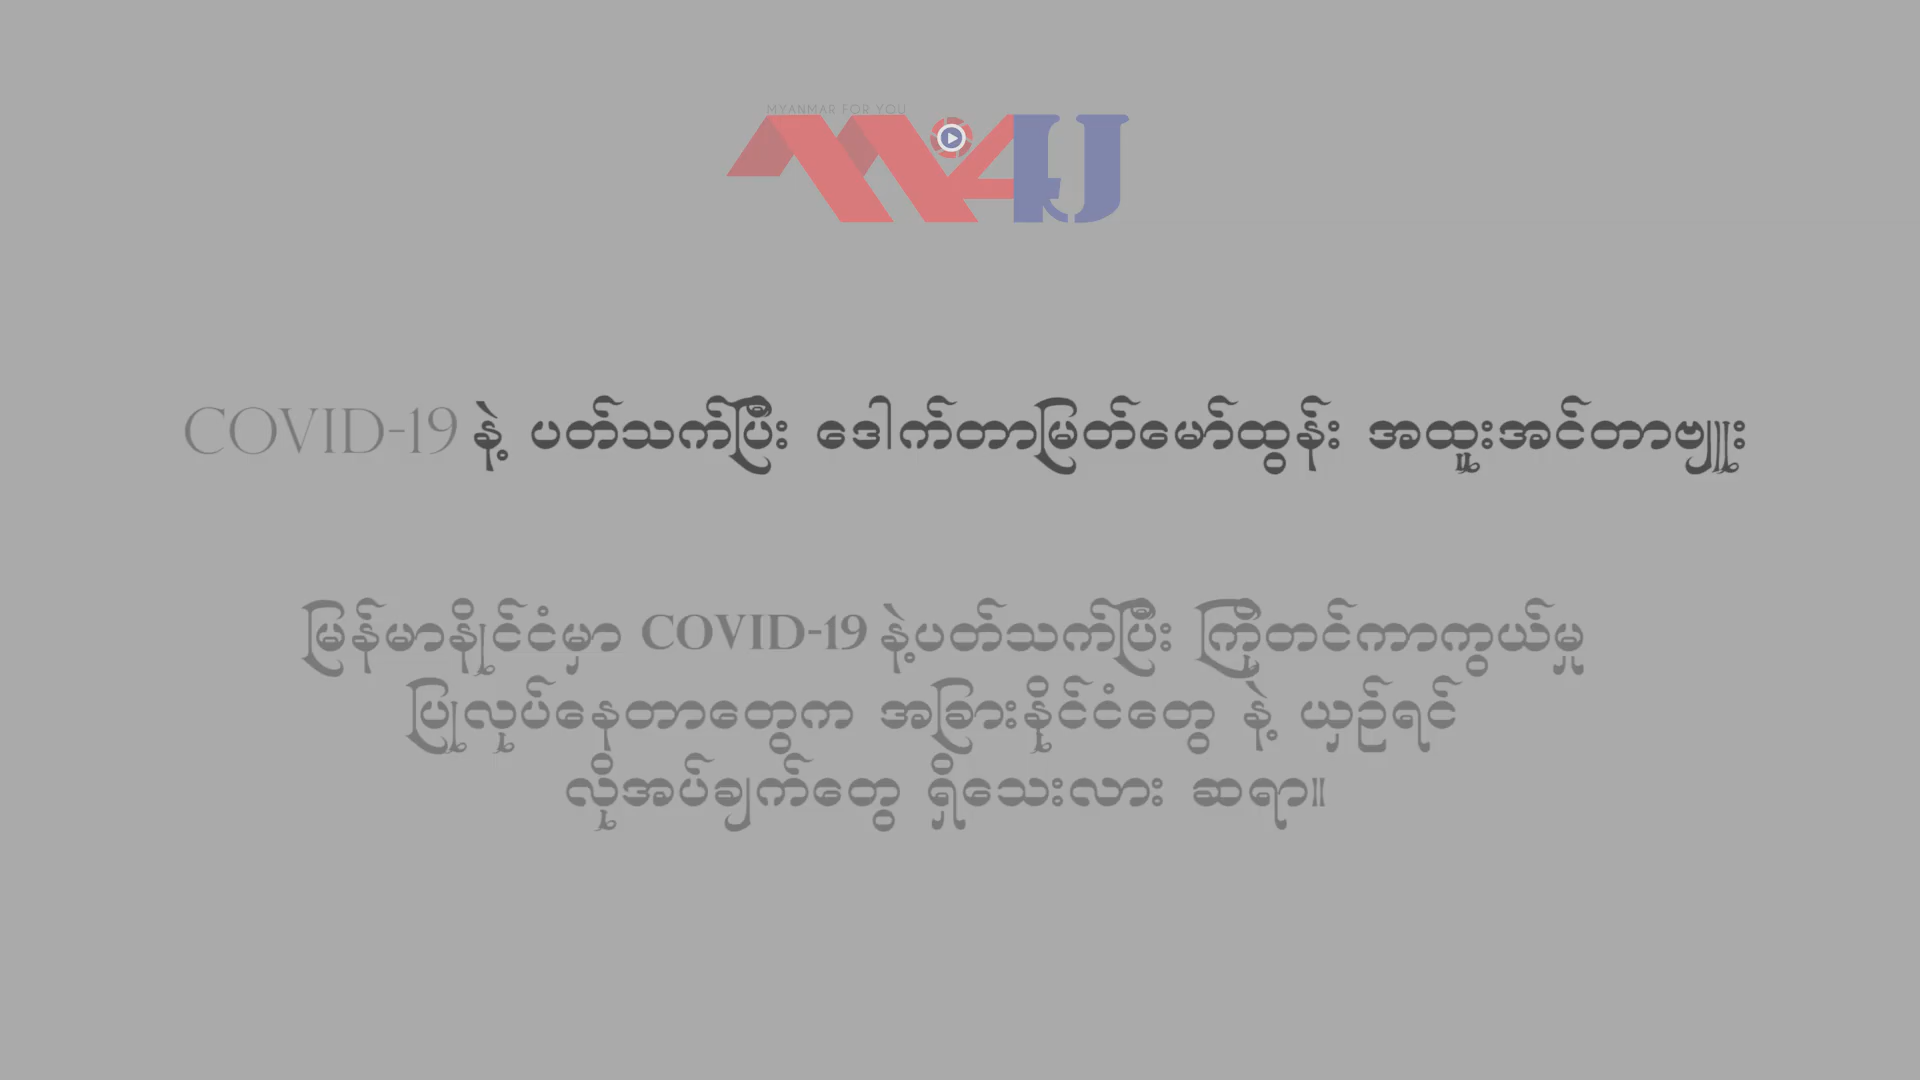 MYANMAR FOR YOU
M4U
COVID-19 နဲ့ ပတ်သက်ပြီး ဒေါက်တာမြတ်မော်ထွန်း အထူးအင်တာဗျူး
မြန်မာနိုုင်ငံမှာ COVID-19 နဲ့ပတ်သက်ပြီး ကြိုတင်ကာကွယ်မှု
ပြုလုပ်နေတာတွေက အခြားနိုင်ငံတွေ နဲ့ ယှဉ်ရင်
လိုအပ်ချက်တွေ ရှိသေးလား ဆရာ။